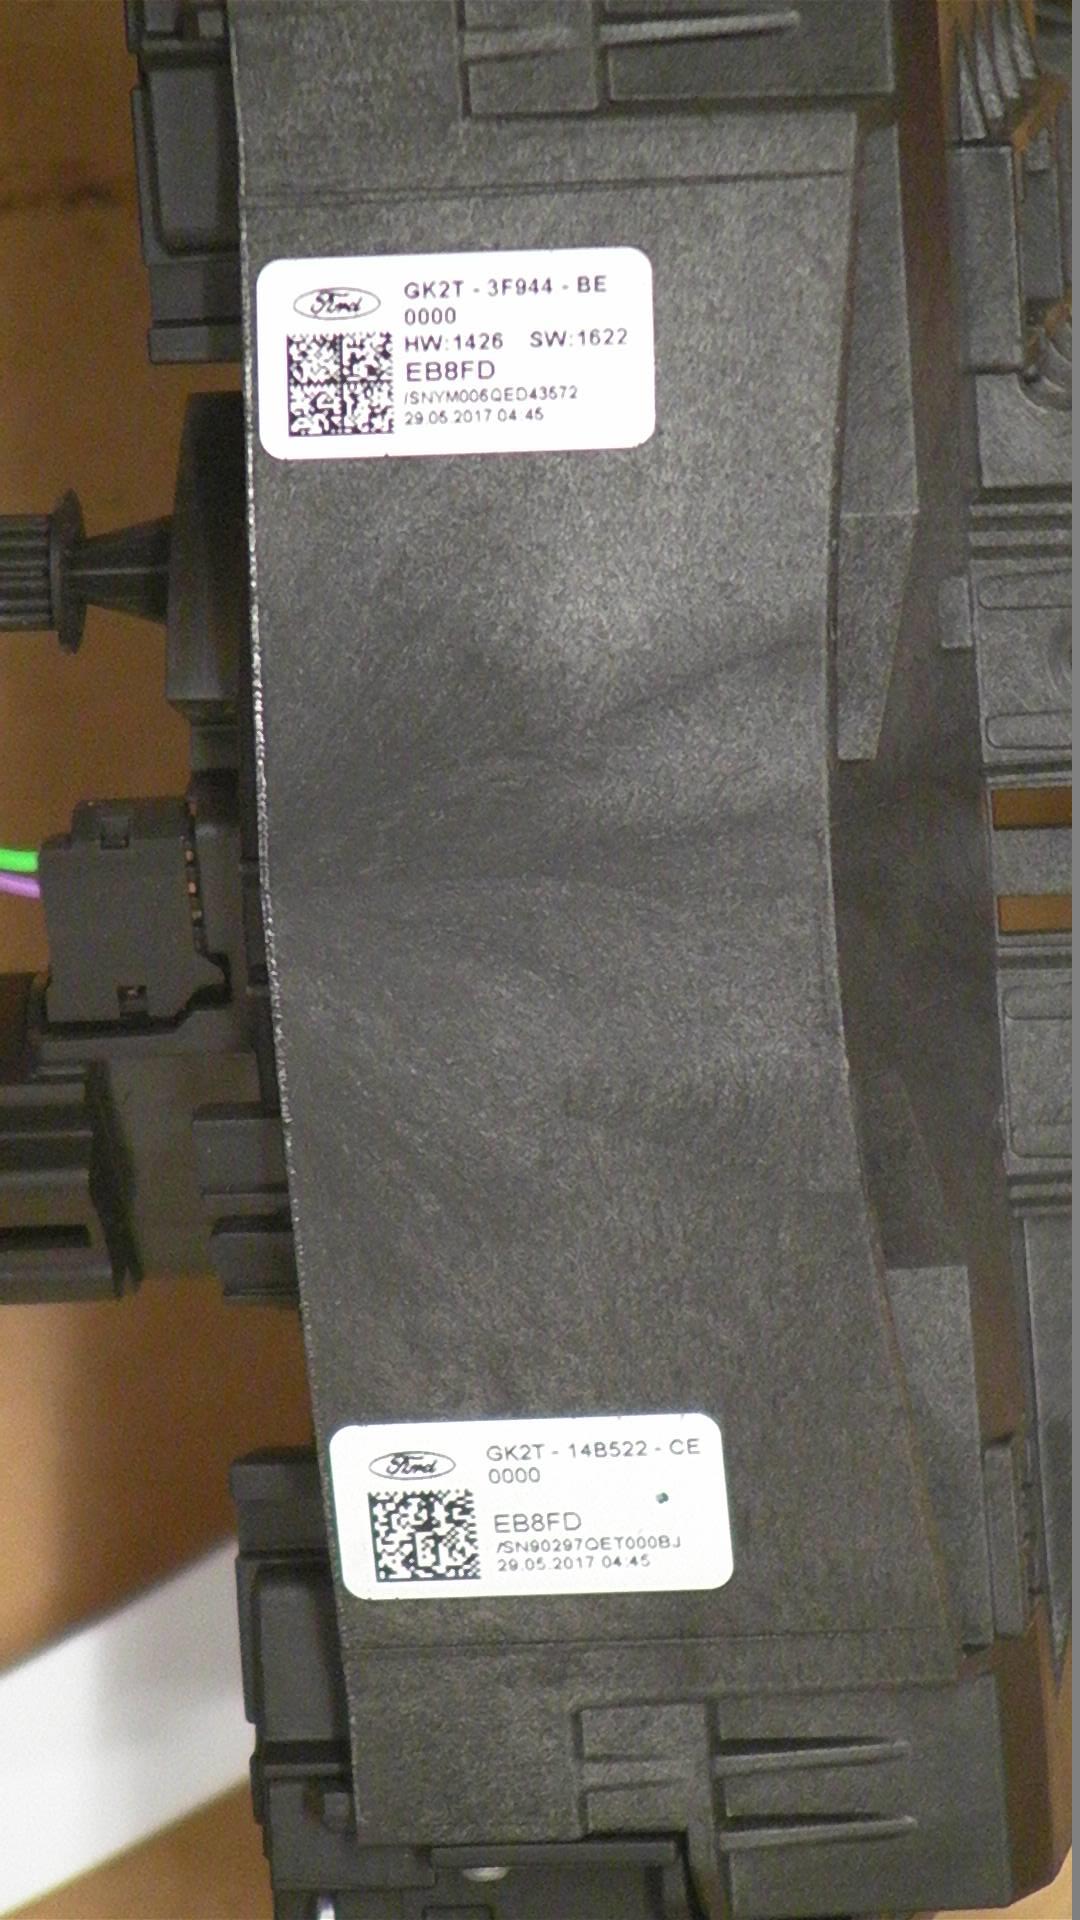 Ford
GK2T - 3F944 - BE
0000
HW:1426 SW:1622
EB8FD
/SNYM006QED43572
29.05.2017 04:45
Ford
GK2T - 14B522 - CE
0000
EB8FD
/SN90297QET000BJ
29.05.2017 04:45